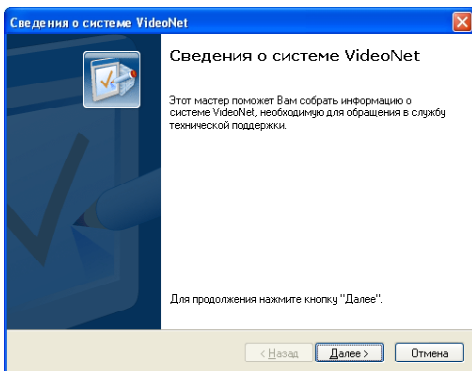 Сведения о системе VideoNet
Сведения о системе VideoNet
Этот мастер поможет Вам собрать информацию о
системе VideoNet, необходимую для обращения в службу
технической поддержки.
Для продолжения нажмите кнопку "Далее".
< Назад
Далее >
Отмена